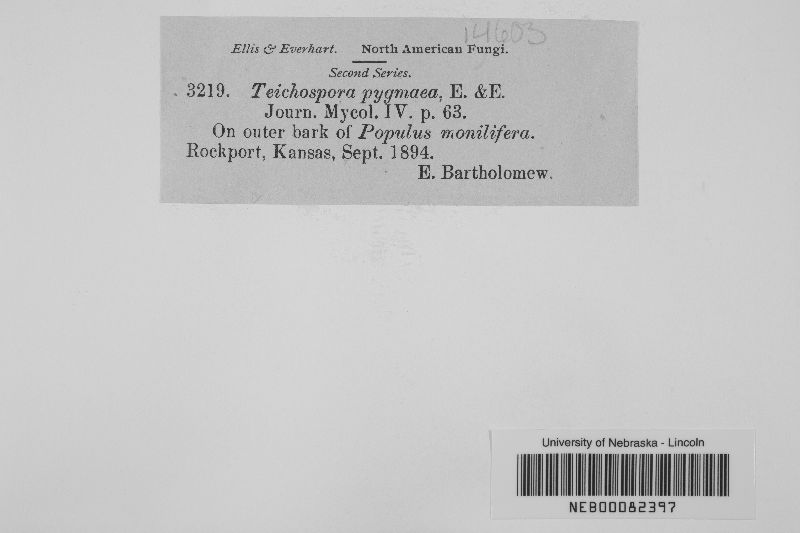 14603
Ellis & Everhart. North American Fungi.
Second Series.
3219. Teichospora pygmaea, E. &E.
Journ. Mycol. IV. p. 63.
On outer bark of Populus monilifera.
Rockport, Kansas, Sept. 1894.
E. Bartholomew.
University of Nebraska - Lincoln
NEB00082397